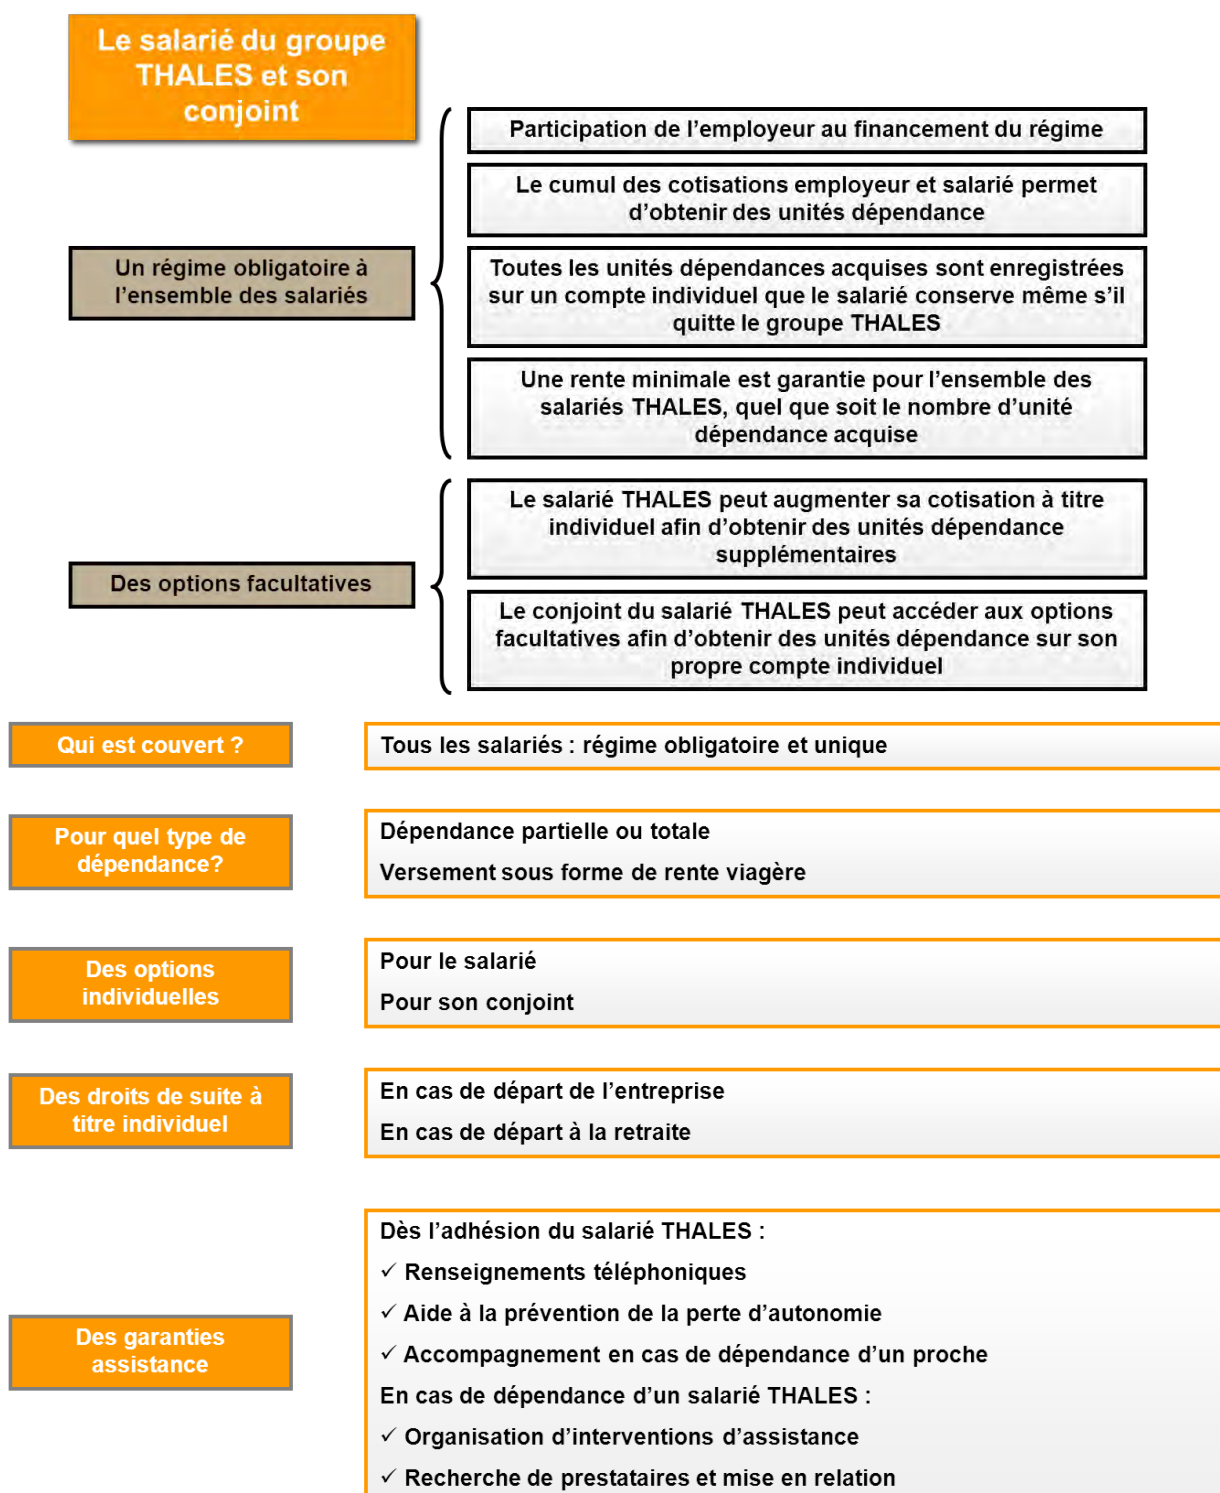 Le salarié du groupe
THALES et son
conjoint
Participation de l'employeur au financement du régime
Le cumul des cotisations employeur et salarié permet
d'obtenir des unités dépendance
Un régime obligatoire à
l'ensemble des salariés
Toutes les unités dépendances acquises sont enregistrées
sur un compte individuel que le salarié conserve même s'il
quitte le groupe THALES
Une rente minimale est garantie pour l'ensemble des
salariés THALES, quel que soit le nombre d'unité
dépendance acquise
Le salarié THALES peut augmenter sa cotisation à titre
individuel afin d'obtenir des unités dépendance
supplémentaires
Des options facultatives
Le conjoint du salarié THALES peut accéder aux options
facultatives afin d'obtenir des unités dépendance sur son
propre compte individuel
Qui est couvert ?
Tous les salariés : régime obligatoire et unique
Pour quel type de
dépendance?
Dépendance partielle ou totale
Versement sous forme de rente viagère
Des options
individuelles
Pour le salarié
Pour son conjoint
Des droits de suite à
titre individuel
En cas de départ de l'entreprise
En cas de départ à la retraite
Des garanties
assistance
Dès l'adhésion du salarié THALES :
✓ Renseignements téléphoniques
✓ Aide à la prévention de la perte d'autonomie
✓ Accompagnement en cas de dépendance d'un proche
En cas de dépendance d'un salarié THALES :
✓ Organisation d'interventions d'assistance
✓ Recherche de prestataires et mise en relation